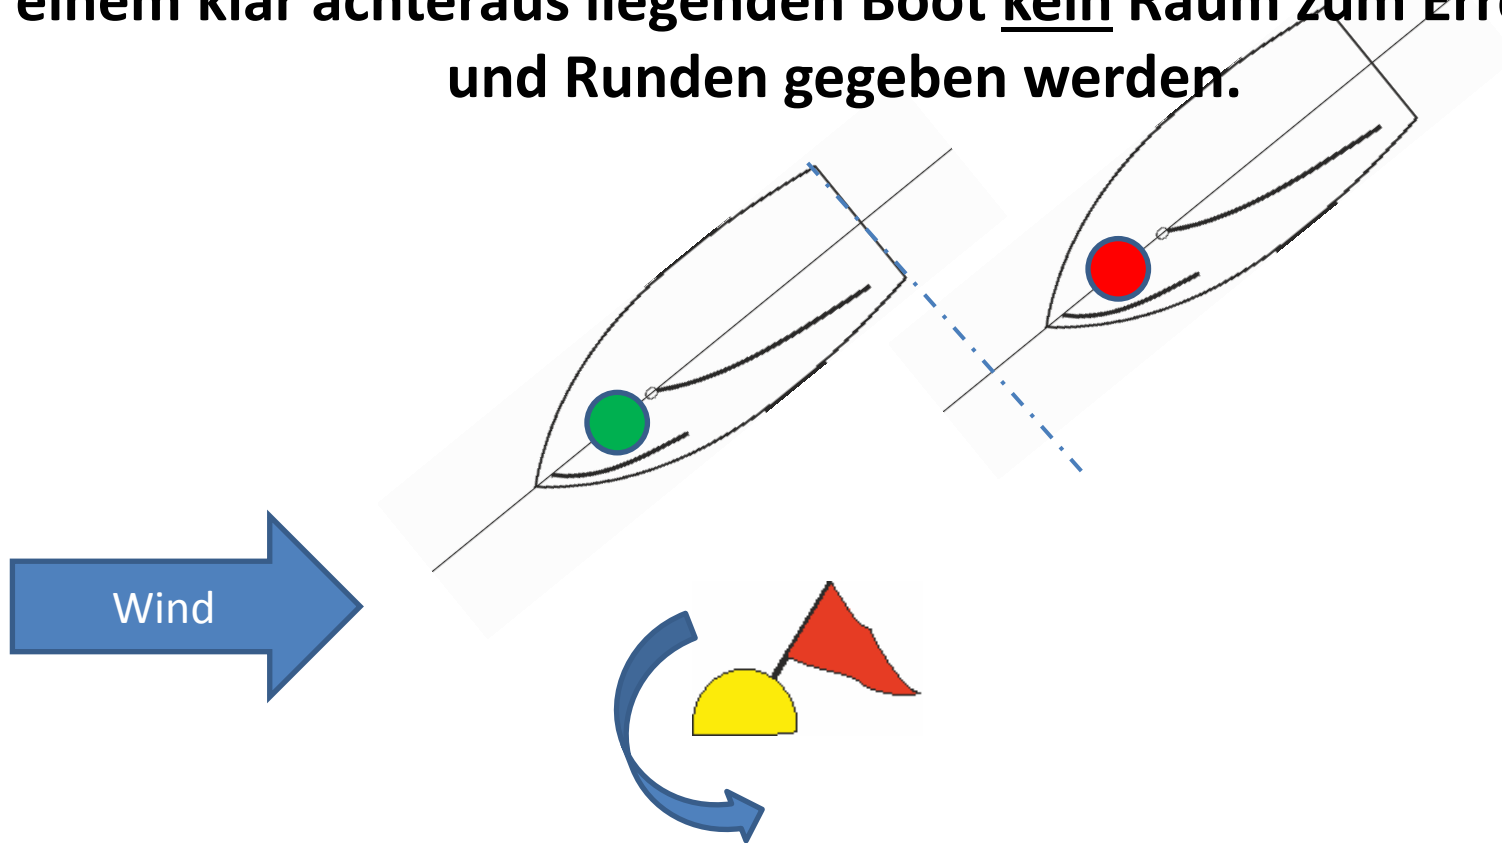 einem klar achteraus liegenden Boot kein Raum zum
und Runden gegeben werden.
Wind